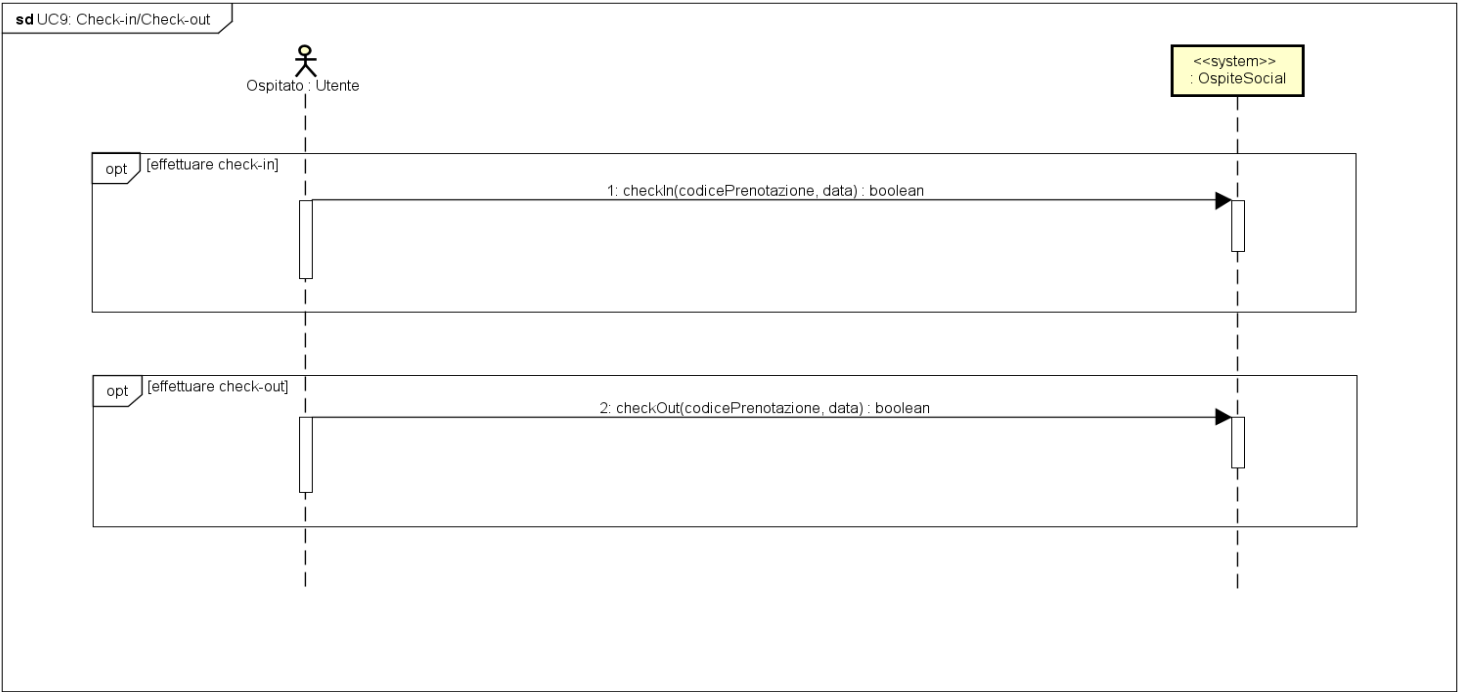 sd UC9: Check-in/Check-out
Ospitato : Utente
<<system>>
: OspiteSocial
opt
[effettuare check-in]
1: checkIn(codicePrenotazione, data) : boolean
opt
[effettuare check-out]
2: checkOut(codicePrenotazione, data) : boolean